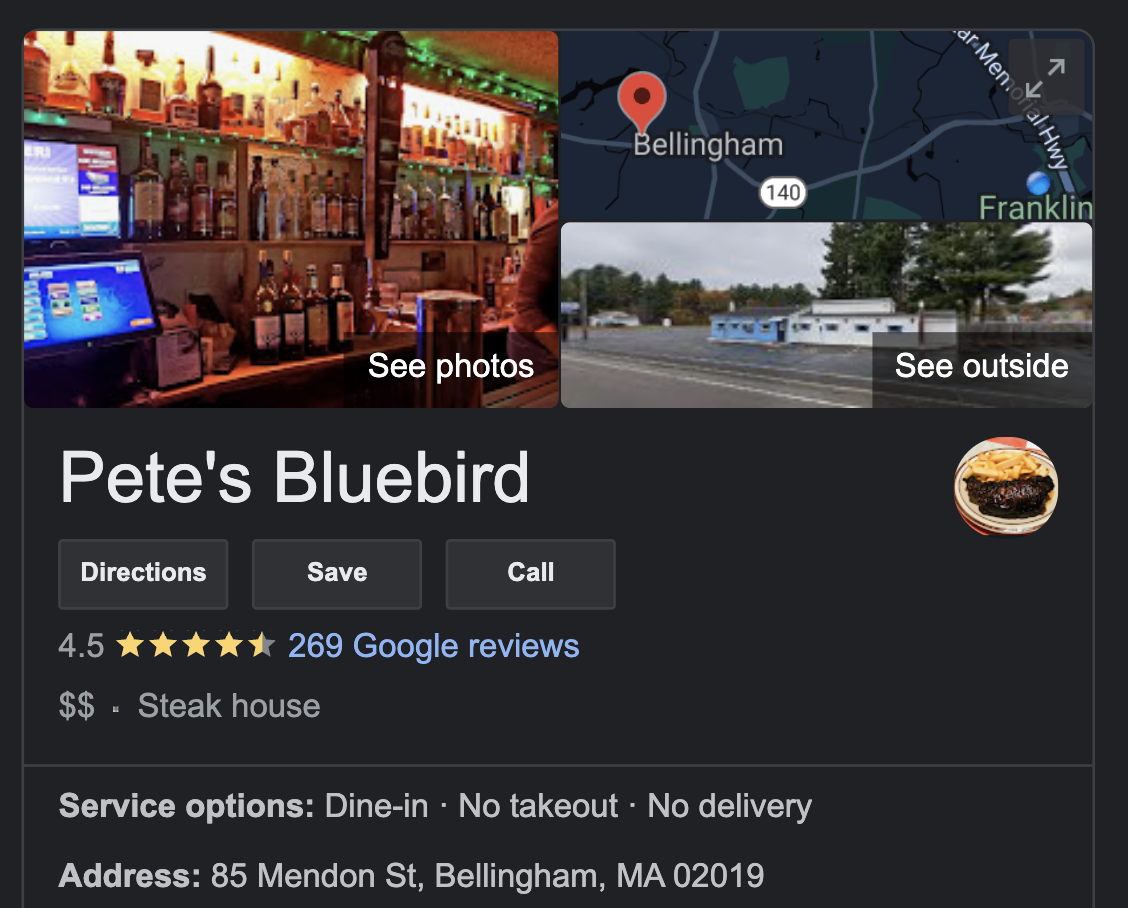 ar Memorial Hwy
Bellingham
140
Franklin
See photos
See outside
Pete's Bluebird
Directions
Save
Call
4.5
269 Google reviews
$$ · Steak house
Service options: Dine-in · No takeout · No delivery
Address: 85 Mendon St, Bellingham, MA 02019